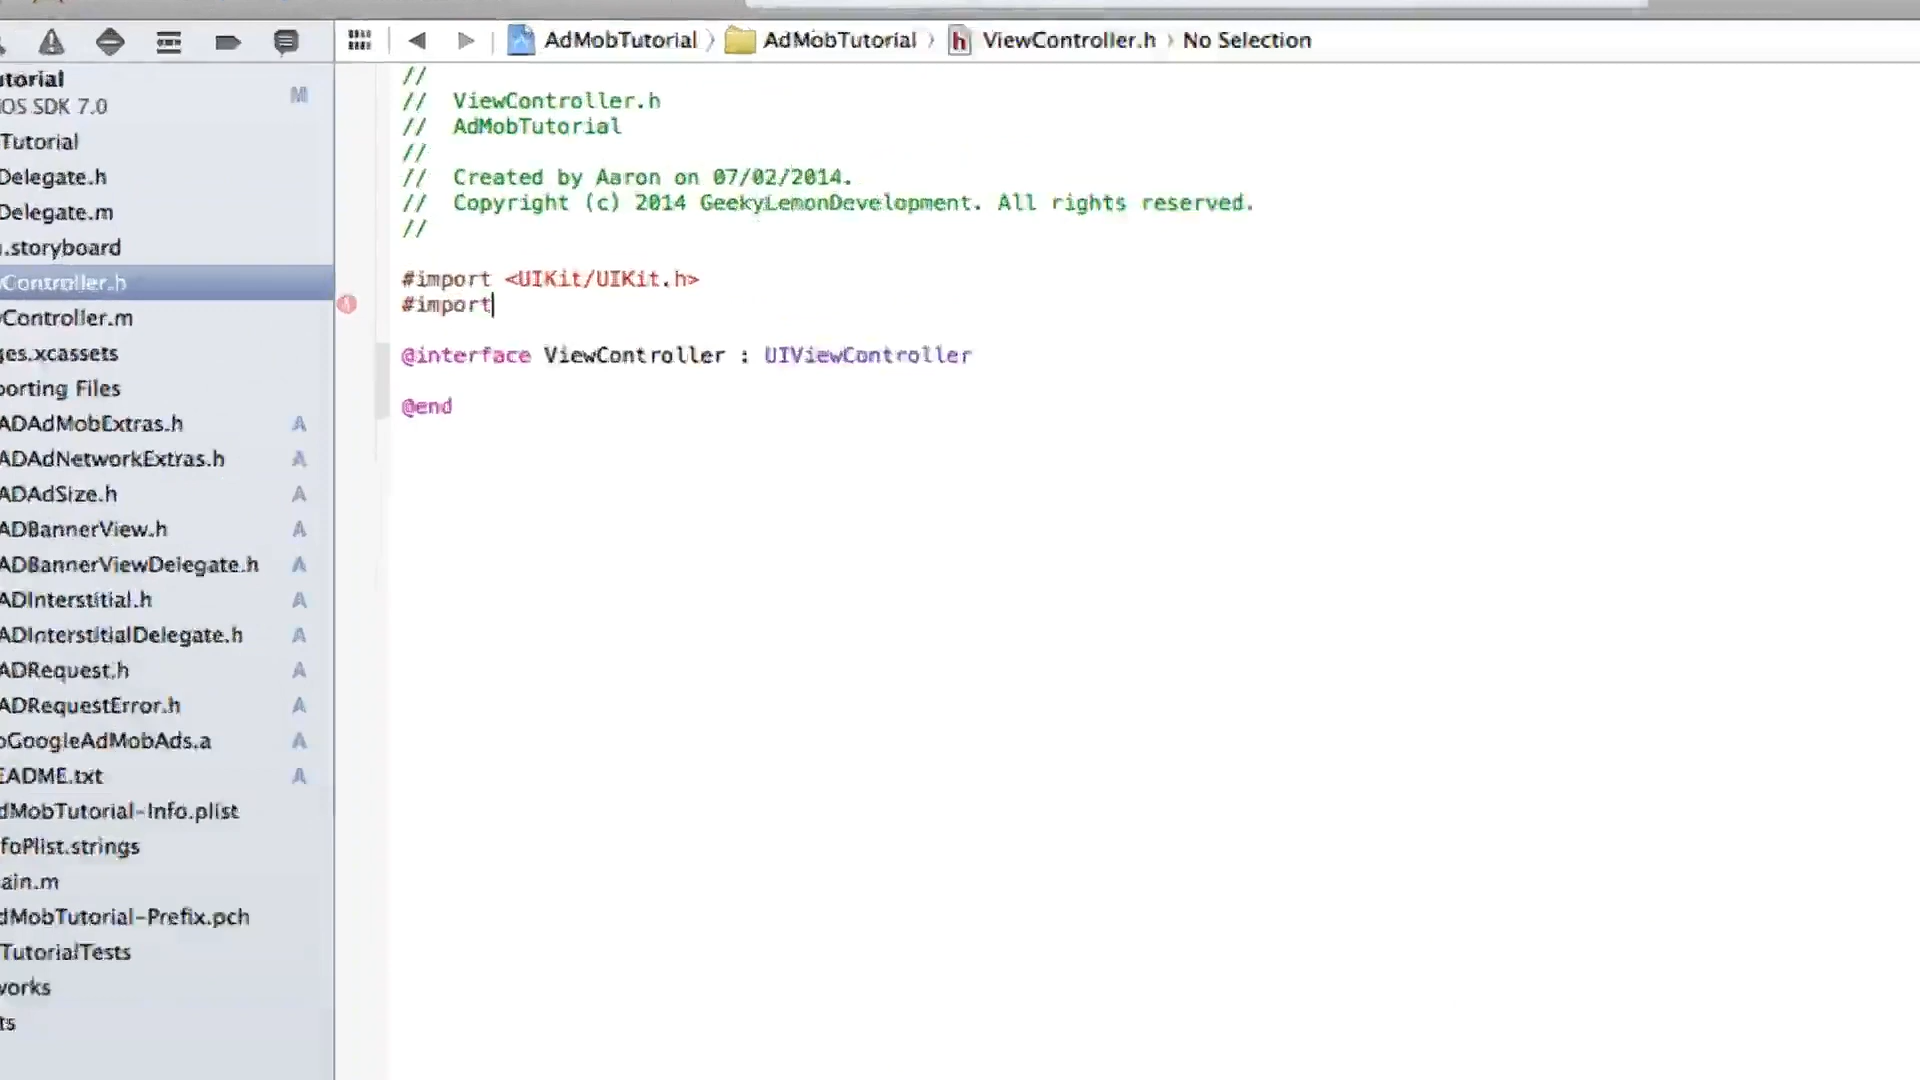 AdMobTutorial AdMobTutorial ViewController.h No Selection
utorial
OS SDK 7.0
M
Tutorial
Delegate.h
Delegate.m
.storyboard
Controller.h
Controller.m
ges.xcassets
porting Files
ADAdMobExtras.h A
ADAdNetworkExtras.h A
ADAdSize.h A
ADBannerView.h A
ADBannerViewDelegate.h A
ADInterstitial.h A
ADInterstitialDelegate.h A
ADRequest.h A
ADRequestError.h A
oGoogleAdMobAds.a A
EADME.txt A
dMobTutorial-Info.plist
foPlist.strings
ain.m
dMobTutorial-Prefix.pch
TutorialTests
works
ts
//
// ViewController.h
// AdMobTutorial
//
// Created by Aaron on 07/02/2014.
// Copyright (c) 2014 GeekyLemonDevelopment. All rights reserved.
//
#import <UIKit/UIKit.h>
#import
@interface ViewController : UIViewController
@end